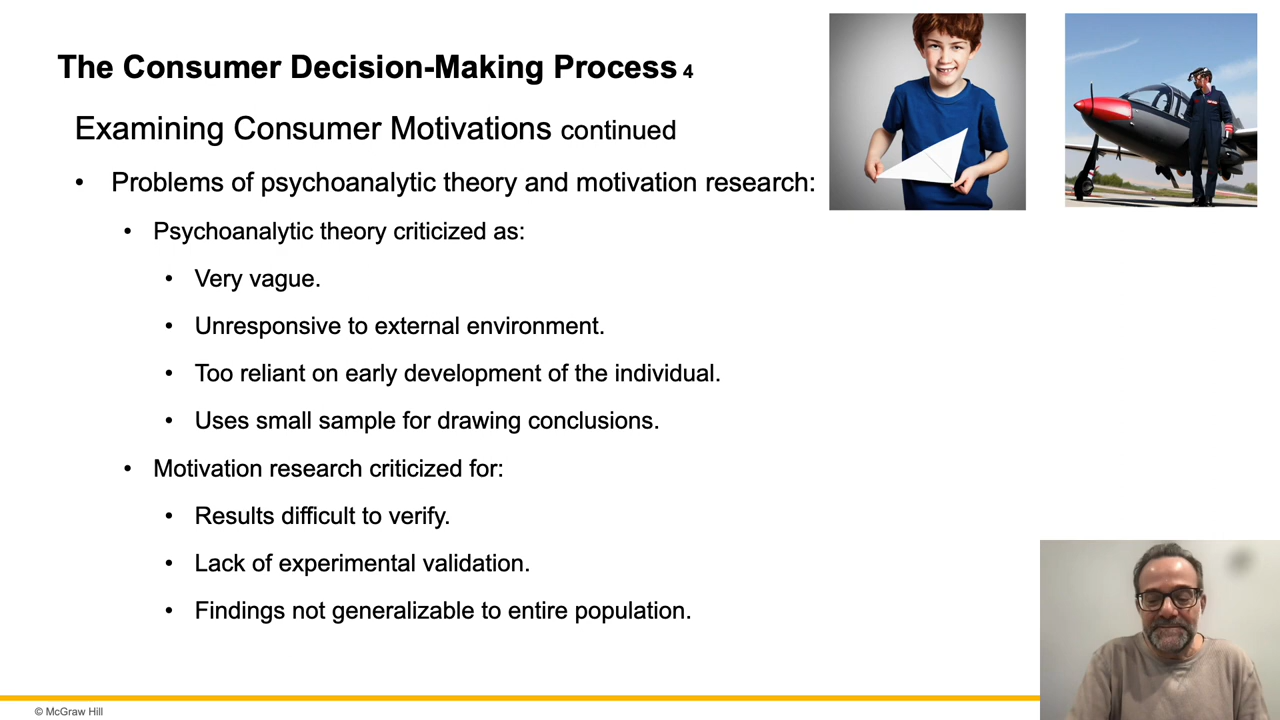 The Consumer Decision-Making Process 4
Examining Consumer Motivations continued
• Problems of psychoanalytic theory and motivation research:
• Psychoanalytic theory criticized as:
• Very vague.
• Unresponsive to external environment.
• Too reliant on early development of the individual.
• Uses small sample for drawing conclusions.
• Motivation research criticized for:
• Results difficult to verify.
• Lack of experimental validation.
• Findings not generalizable to entire population.
© McGraw Hill